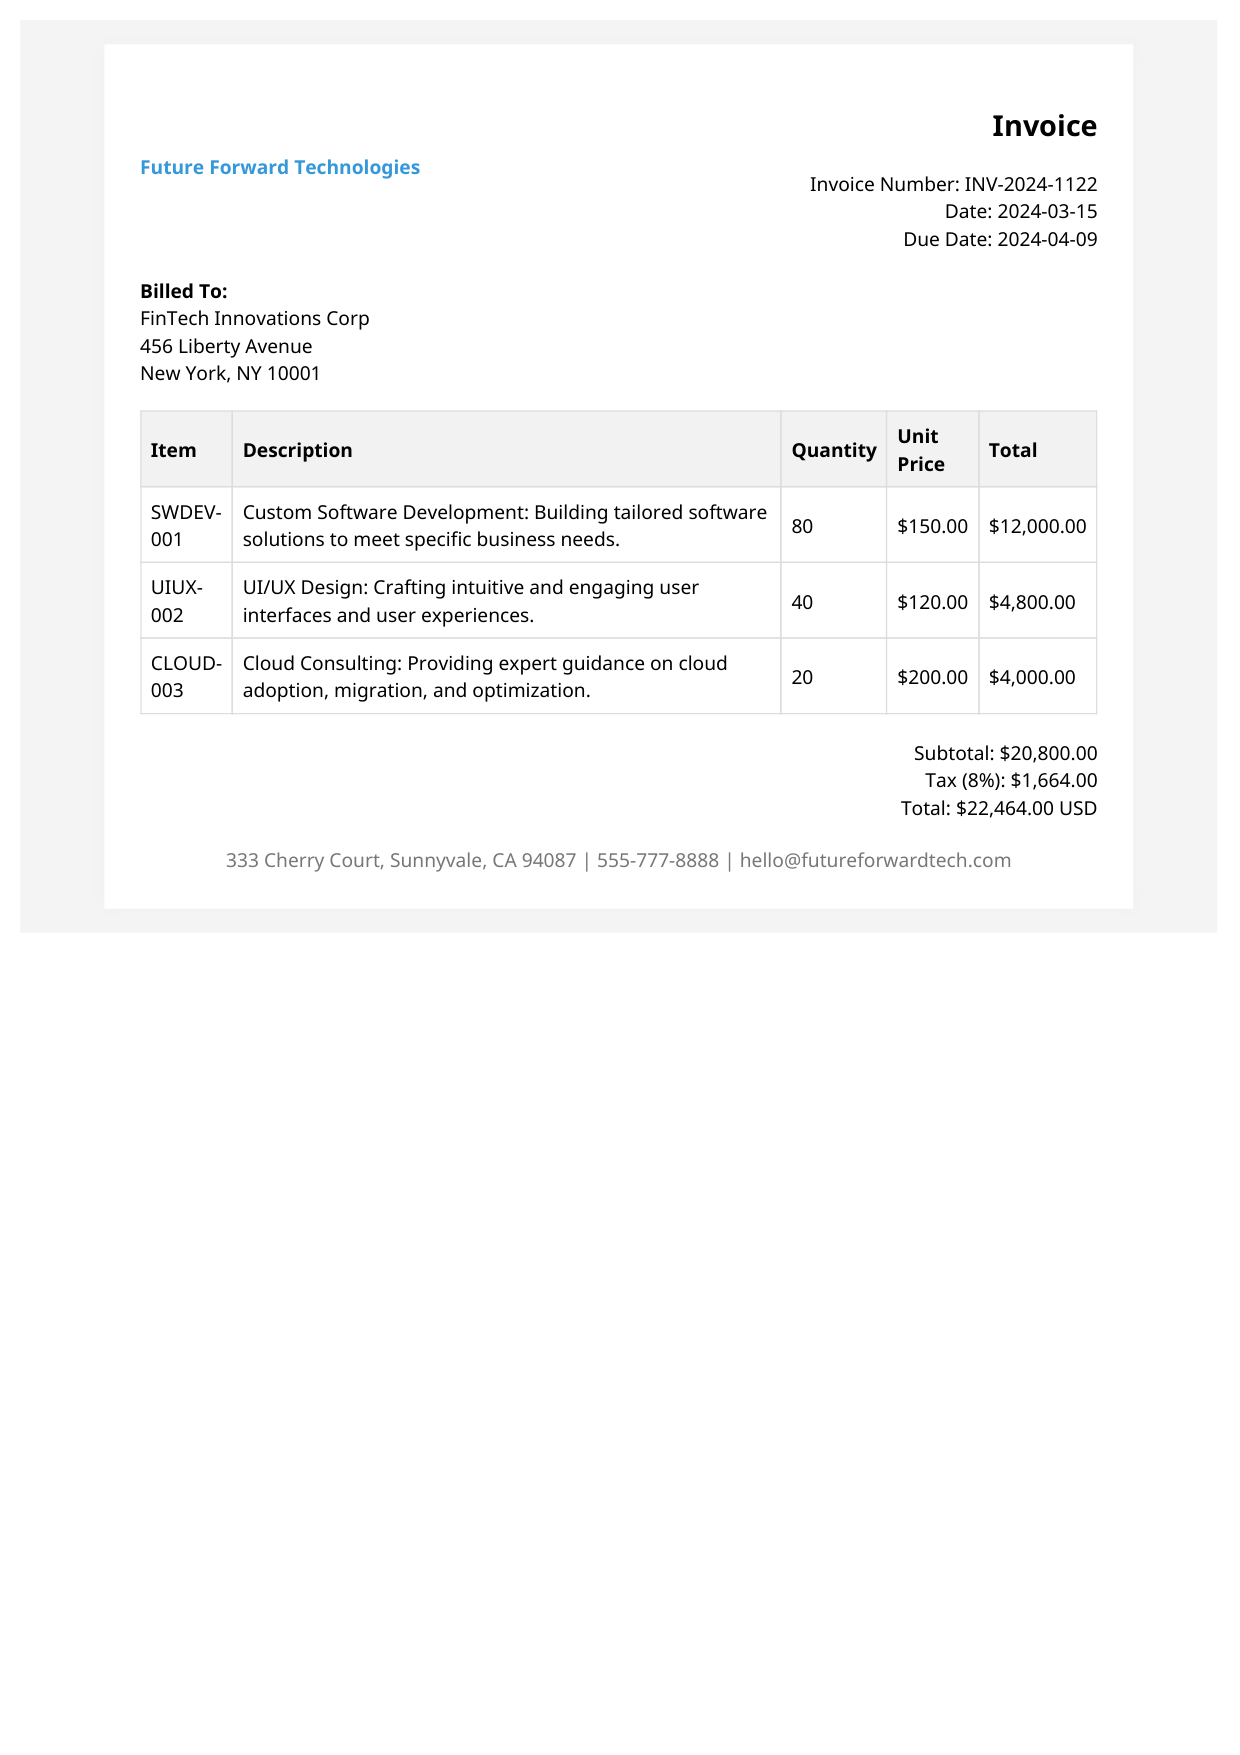 Invoice
Future Forward Technologies
Invoice Number: INV-2024-1122
Date: 2024-03-15
Due Date: 2024-04-09
Billed To:
FinTech Innovations Corp
456 Liberty Avenue
New York, NY 10001
Item Description Quantity Unit Price Total
SWDEV-001 Custom Software Development: Building tailored software solutions to meet specific business needs. 80 $150.00 $12,000.00
UIUX-002 UI/UX Design: Crafting intuitive and engaging user interfaces and user experiences. 40 $120.00 $4,800.00
CLOUD-003 Cloud Consulting: Providing expert guidance on cloud adoption, migration, and optimization. 20 $200.00 $4,000.00
Subtotal: $20,800.00
Tax (8%): $1,664.00
Total: $22,464.00 USD
333 Cherry Court, Sunnyvale, CA 94087 | 555-777-8888 | hello@futureforwardtech.com